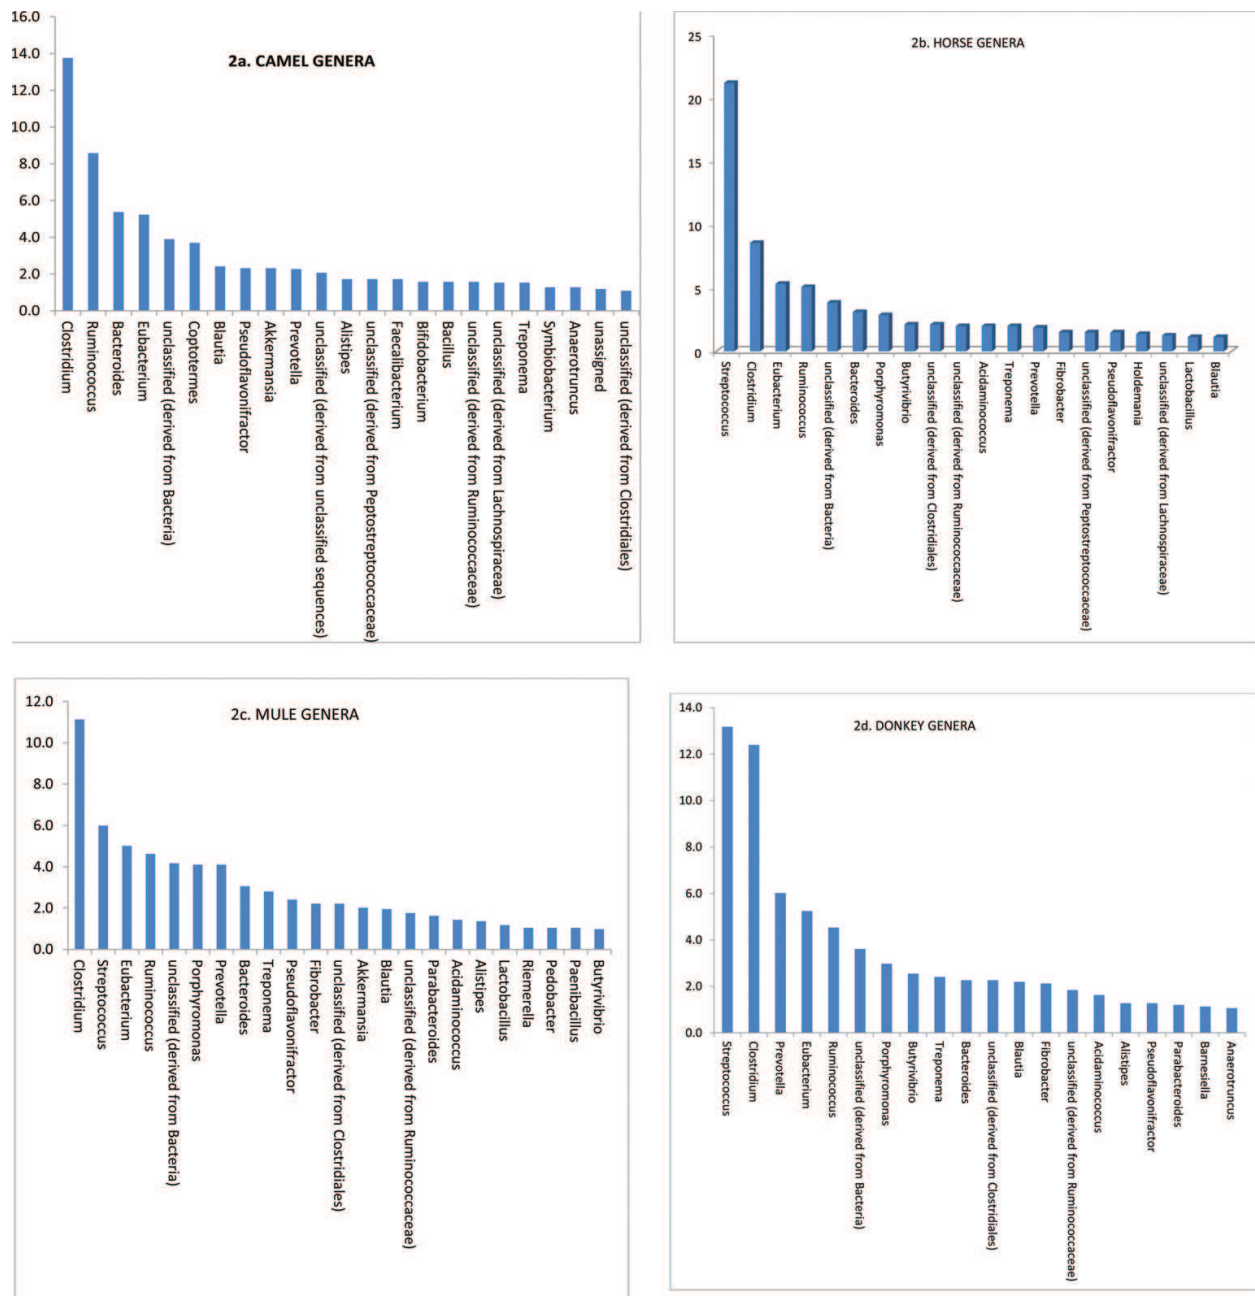 2a. CAMEL GENERA
16.0
14.0
12.0
10.0
8.0
6.0
4.0
2.0
0.0
Clostridium
Ruminococcus
Bacteroides
Eubacterium
unclassified (derived from Bacteria)
Coptotermes
Blautia
Pseudoflavonifractor
Akkermansia
Prevotella
unclassified (derived from unclassified sequences)
Alistipes
unclassified (derived from Peptostreptococcaceae)
Faecalibacterium
Bifidobacterium
Bacillus
unclassified (derived from Ruminococcaceae)
unclassified (derived from Lachnospiraceae)
Treponema
Symbiobacterium
Anaerotruncus
unassigned
unclassified (derived from Clostridiales)
2b. HORSE GENERA
25
20
15
10
5
0
Streptococcus
Clostridium
Eubacterium
Ruminococcus
unclassified (derived from Bacteria)
Bacteroides
Porphyromonas
Butyrivibrio
unclassified (derived from Clostridiales)
unclassified (derived from Ruminococcaceae)
Acidaminococcus
Treponema
Prevotella
Fibrobacter
unclassified (derived from Peptostreptococcaceae)
Pseudoflavonifractor
Holdemania
unclassified (derived from Lachnospiraceae)
Lactobacillus
Blautia
2c. MULE GENERA
12.0
10.0
8.0
6.0
4.0
2.0
0.0
Clostridium
Streptococcus
Eubacterium
Ruminococcus
unclassified (derived from Bacteria)
Porphyromonas
Prevotella
Bacteroides
Treponema
Pseudoflavonifractor
Fibrobacter
unclassified (derived from Clostridiales)
Akkermansia
Blautia
unclassified (derived from Ruminococcaceae)
Parabacteroides
Acidaminococcus
Alistipes
Lactobacillus
Riemerella
Pedobacter
Paenibacillus
Butyrivibrio
2d. DONKEY GENERA
14.0
12.0
10.0
8.0
6.0
4.0
2.0
0.0
Streptococcus
Clostridium
Prevotella
Eubacterium
Ruminococcus
unclassified (derived from Bacteria)
Porphyromonas
Butyrivibrio
Treponema
Bacteroides
unclassified (derived from Clostridiales)
Blautia
Fibrobacter
unclassified (derived from Ruminococcaceae)
Acidaminococcus
Alistipes
Pseudoflavonifractor
Parabacteroides
Barnesiella
Anaerotruncus